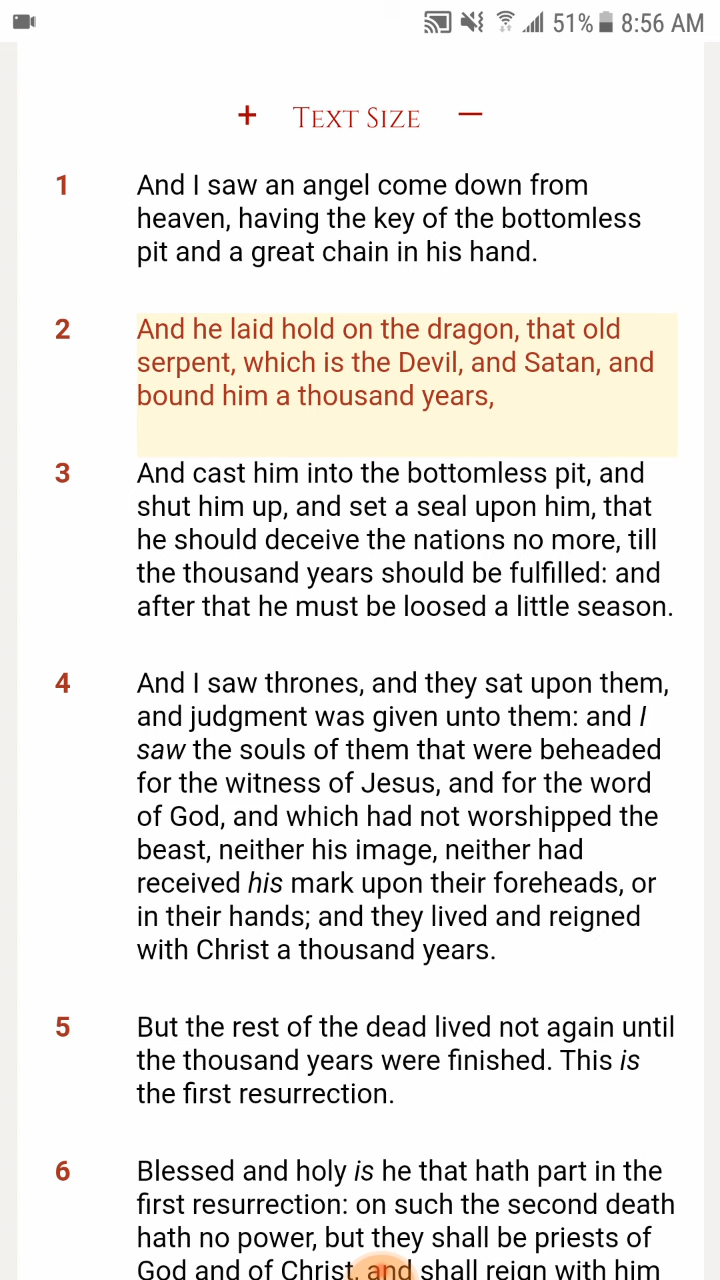 51% 8:56 AM
+ TEXT SIZE −
1 And I saw an angel come down from
heaven, having the key of the bottomless
pit and a great chain in his hand.
2 And he laid hold on the dragon, that old
serpent, which is the Devil, and Satan, and
bound him a thousand years,
3 And cast him into the bottomless pit, and
shut him up, and set a seal upon him, that
he should deceive the nations no more, till
the thousand years should be fulfilled: and
after that he must be loosed a little season.
4 And I saw thrones, and they sat upon them,
and judgment was given unto them: and I
saw the souls of them that were beheaded
for the witness of Jesus, and for the word
of God, and which had not worshipped the
beast, neither his image, neither had
received his mark upon their foreheads, or
in their hands; and they lived and reigned
with Christ a thousand years.
5 But the rest of the dead lived not again until
the thousand years were finished. This is
the first resurrection.
6 Blessed and holy is he that hath part in the
first resurrection: on such the second death
hath no power, but they shall be priests of
God and of Christ, and shall reign with him